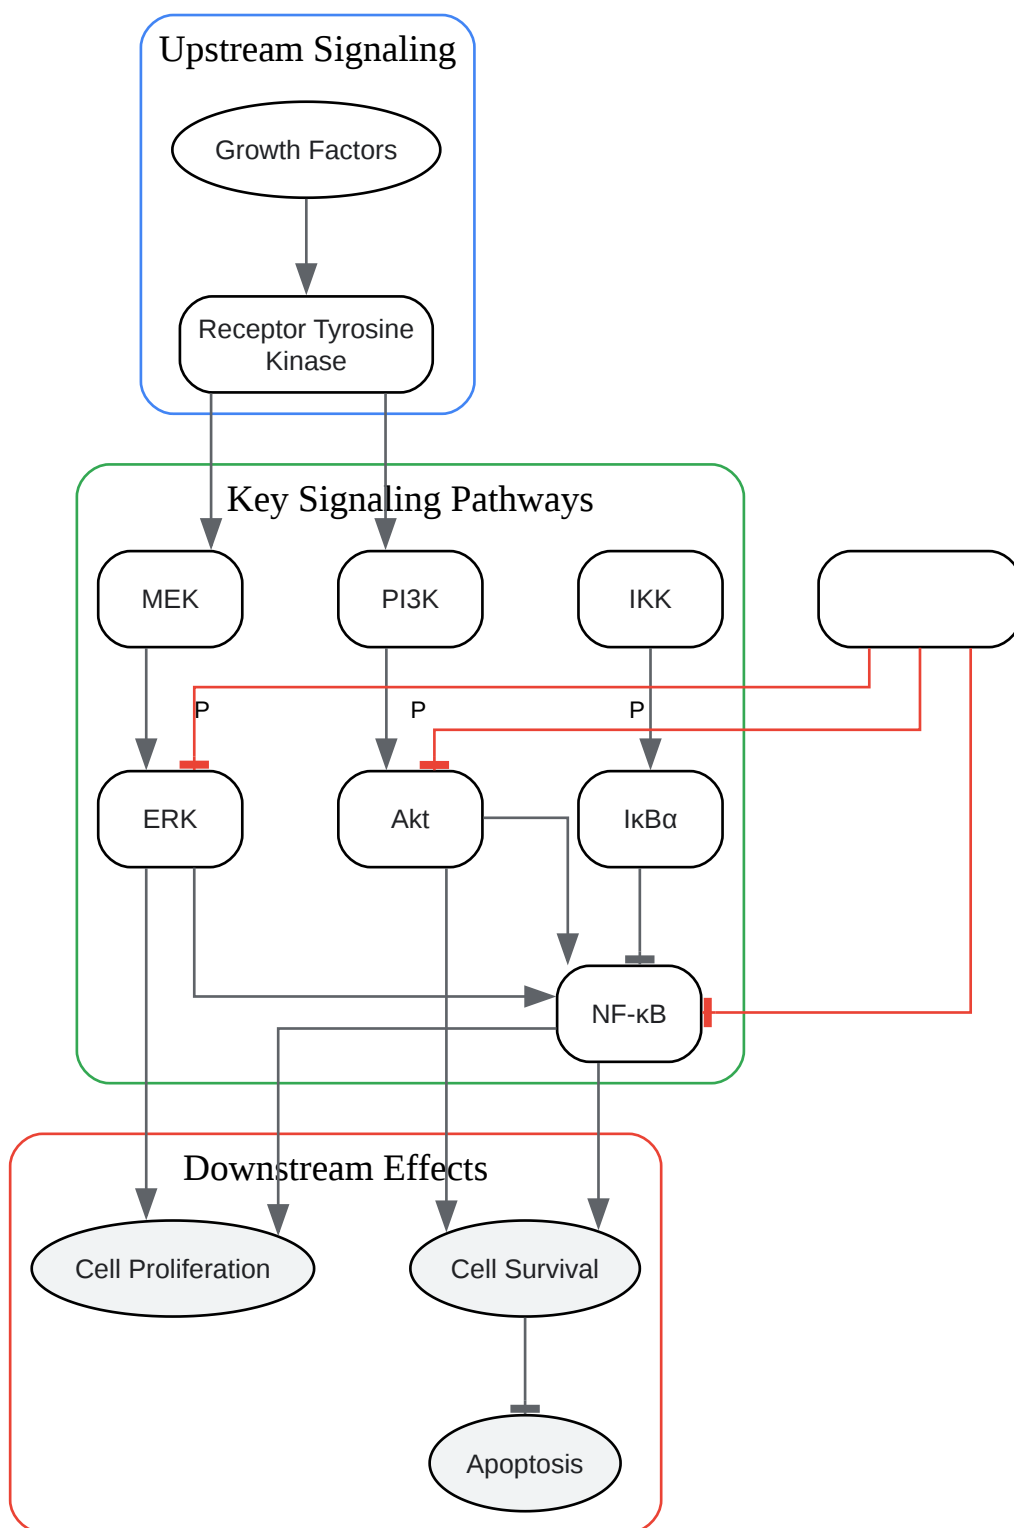 Upstream Signaling
Growth Factors
Receptor Tyrosine
Kinase
Key Signaling Pathways
MEK
PI3K
IKK
P
P
P
ERK
Akt
IκBα
NF-κB
Downstream Effects
Cell Proliferation
Cell Survival
Apoptosis